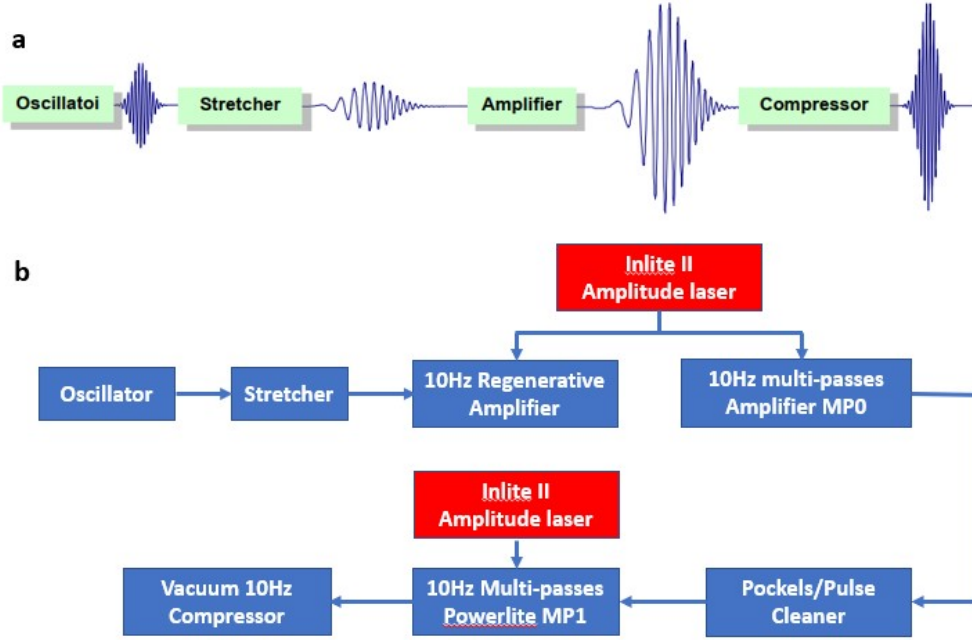 a
Oscillatoi
Stretcher
Amplifier
Compressor
b
Inlite II
Amplitude laser
Oscillator
Stretcher
10Hz Regenerative
Amplifier
10Hz multi-passes
Amplifier MP0
Inlite II
Amplitude laser
Vacuum 10Hz
Compressor
10Hz Multi-passes
Powerlite MP1
Pockels/Pulse
Cleaner